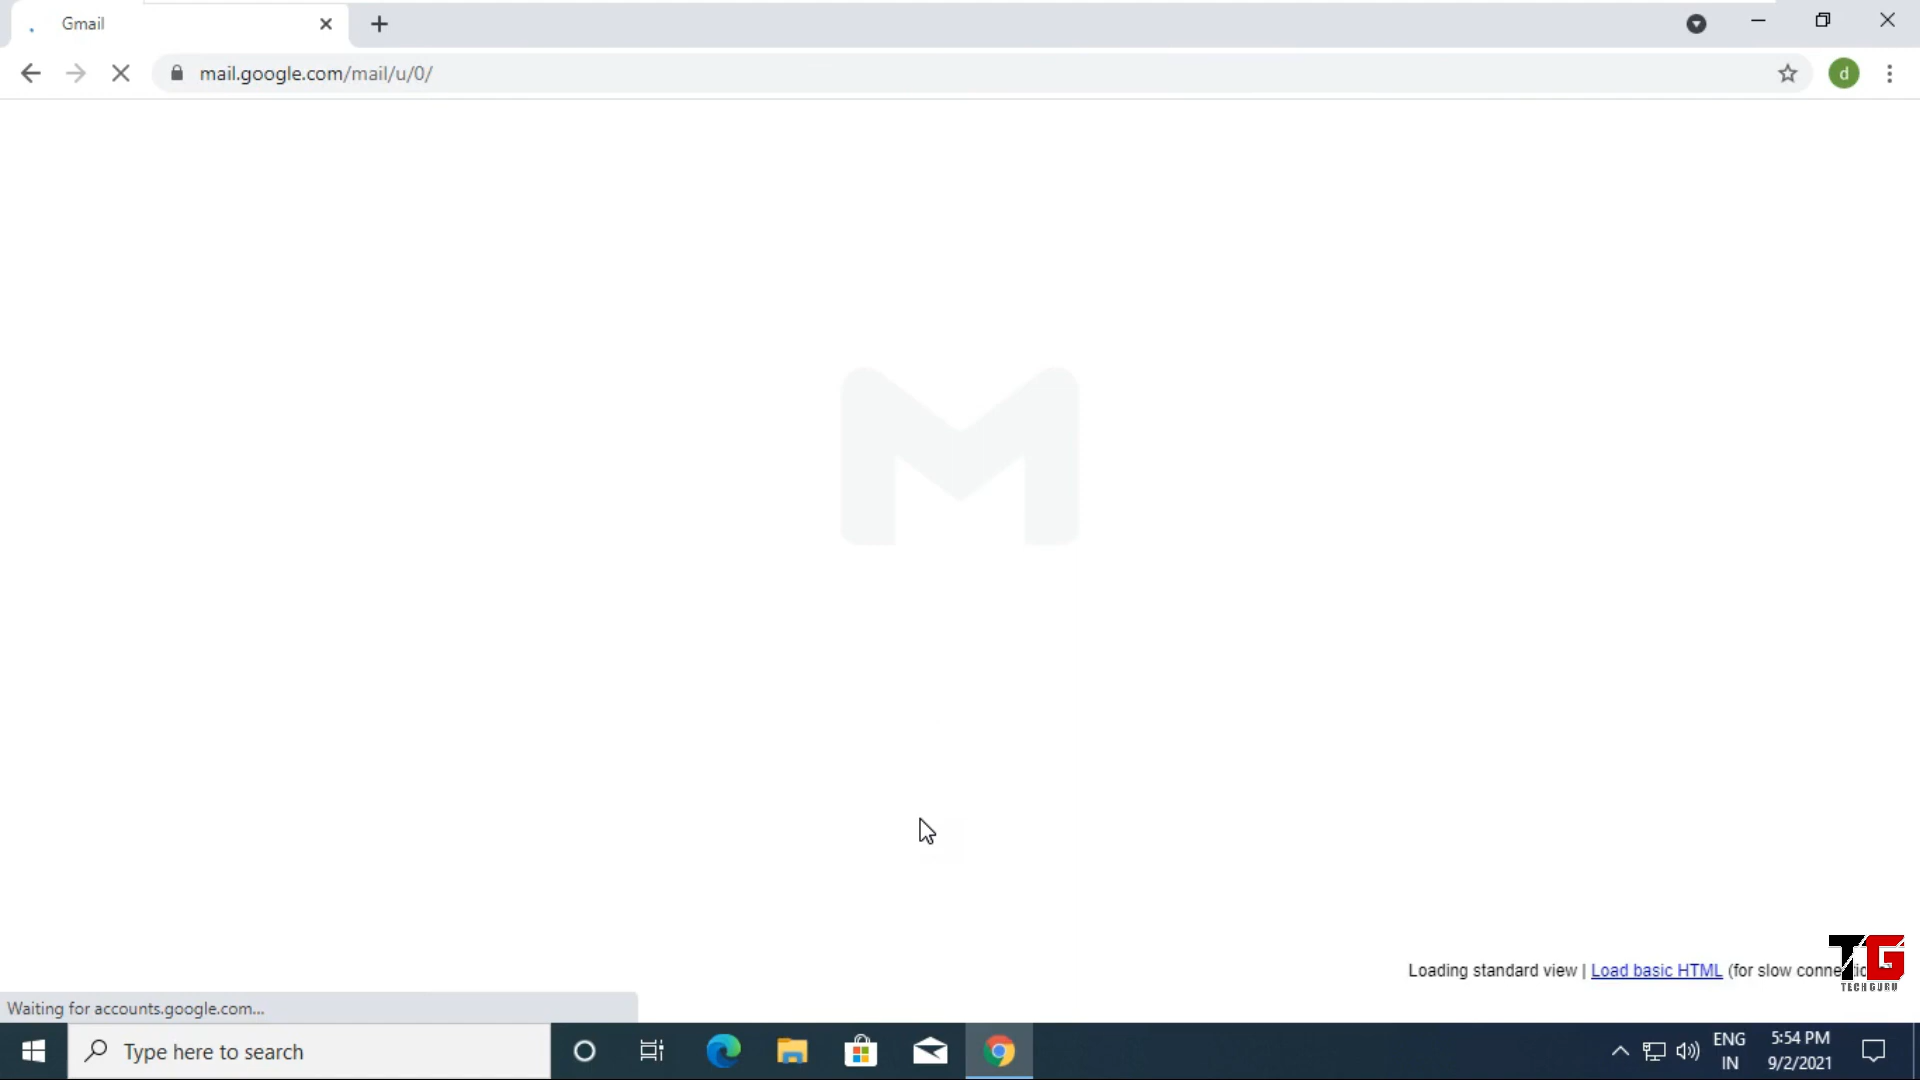 Gmail
mail.google.com/mail/u/0/
d
Loading standard view | Load basic HTML (for slow
TG
TECH GURU
Waiting for accounts.google.com...
Type here to search
ENG
IN
5:54 PM
9/2/2021